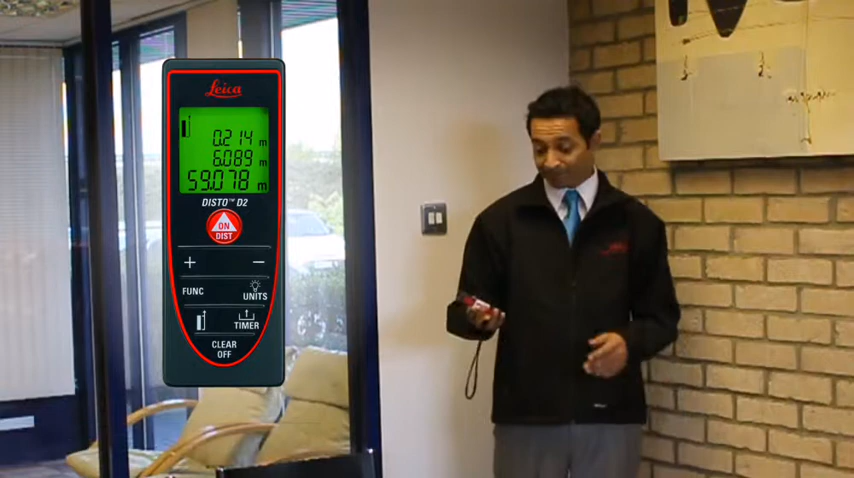 Leica
0.214 m
6.089 m
59.078 m
DISTO™ D2
ON
DIST
+ −
FUNC
UNITS
TIMER
CLEAR
OFF